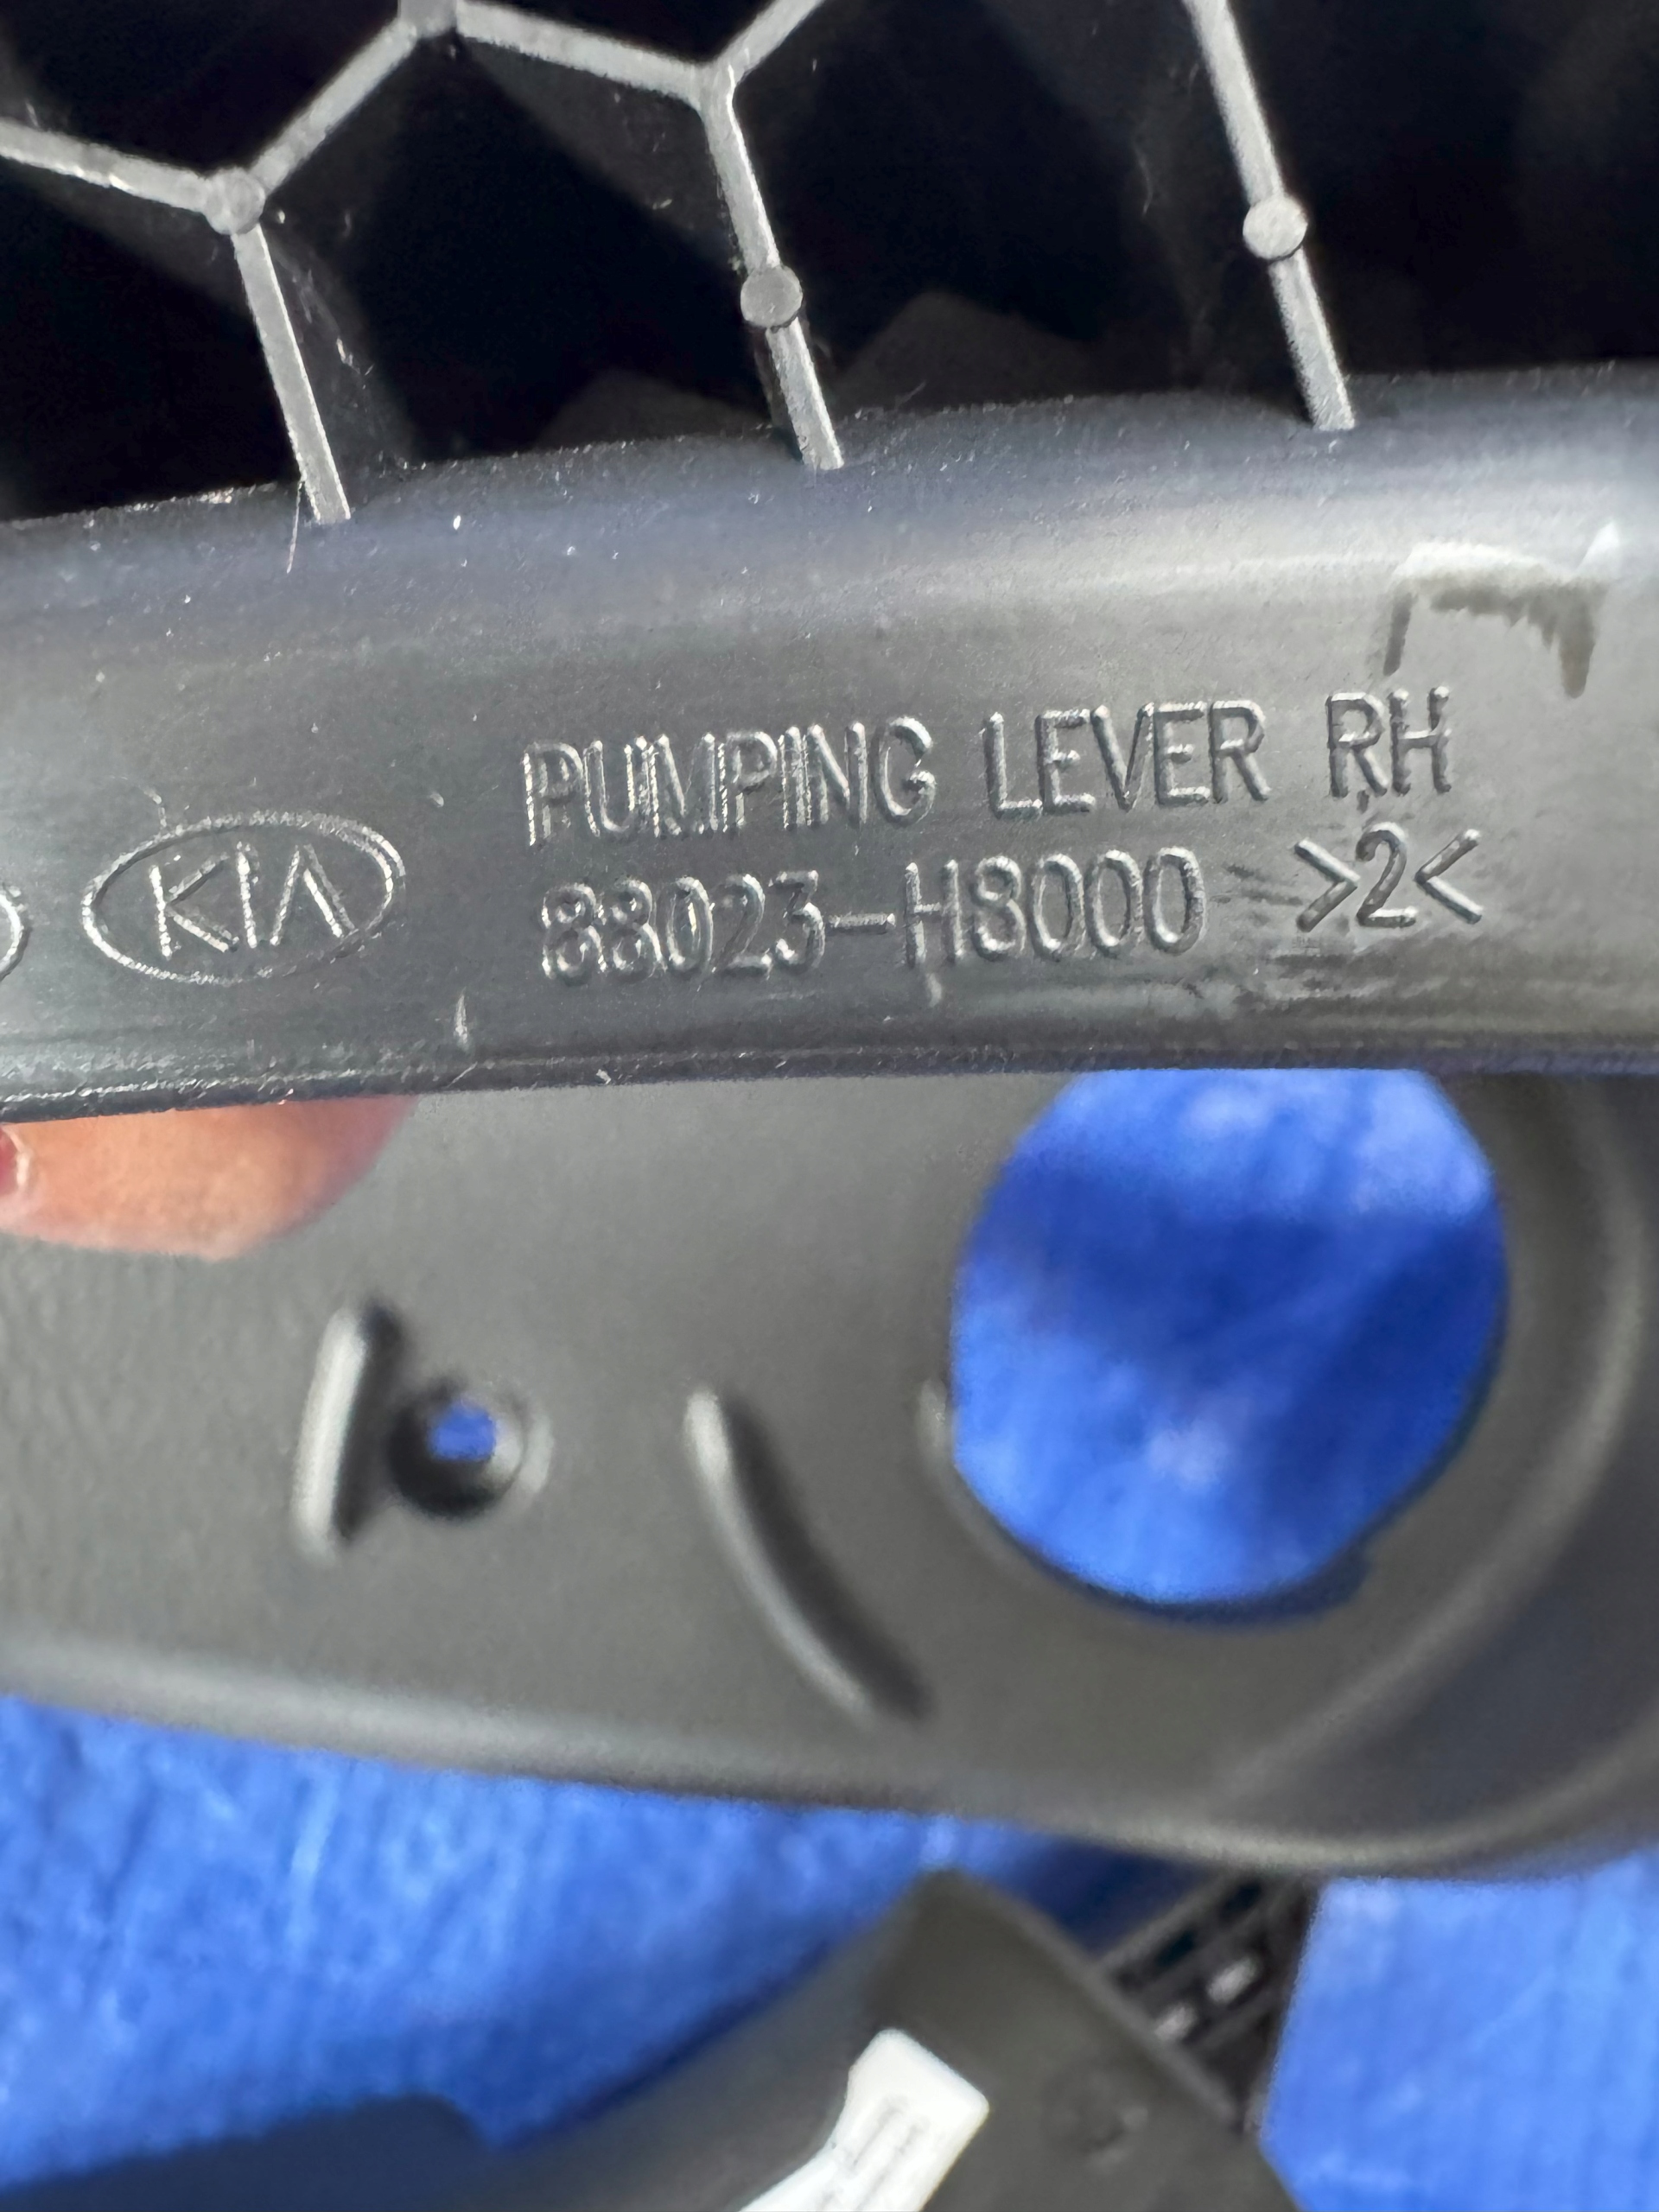 KIA
PUMPING LEVER RH
88023-H8000 >2<